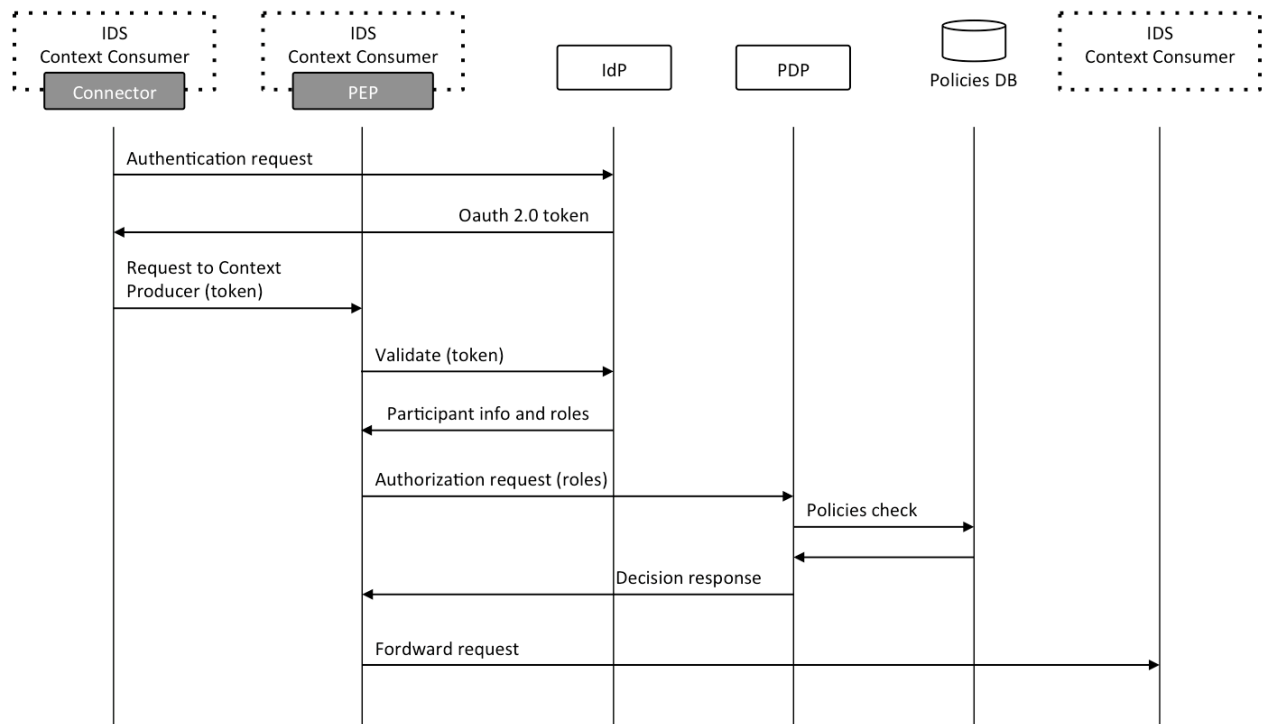 IDS
Context Consumer
Connector
IDS
Context Consumer
PEP
IdP
PDP
Policies DB
IDS
Context Consumer
Authentication request
Oauth 2.0 token
Request to Context
Producer (token)
Validate (token)
Participant info and roles
Authorization request (roles)
Policies check
Decision response
Fordward request